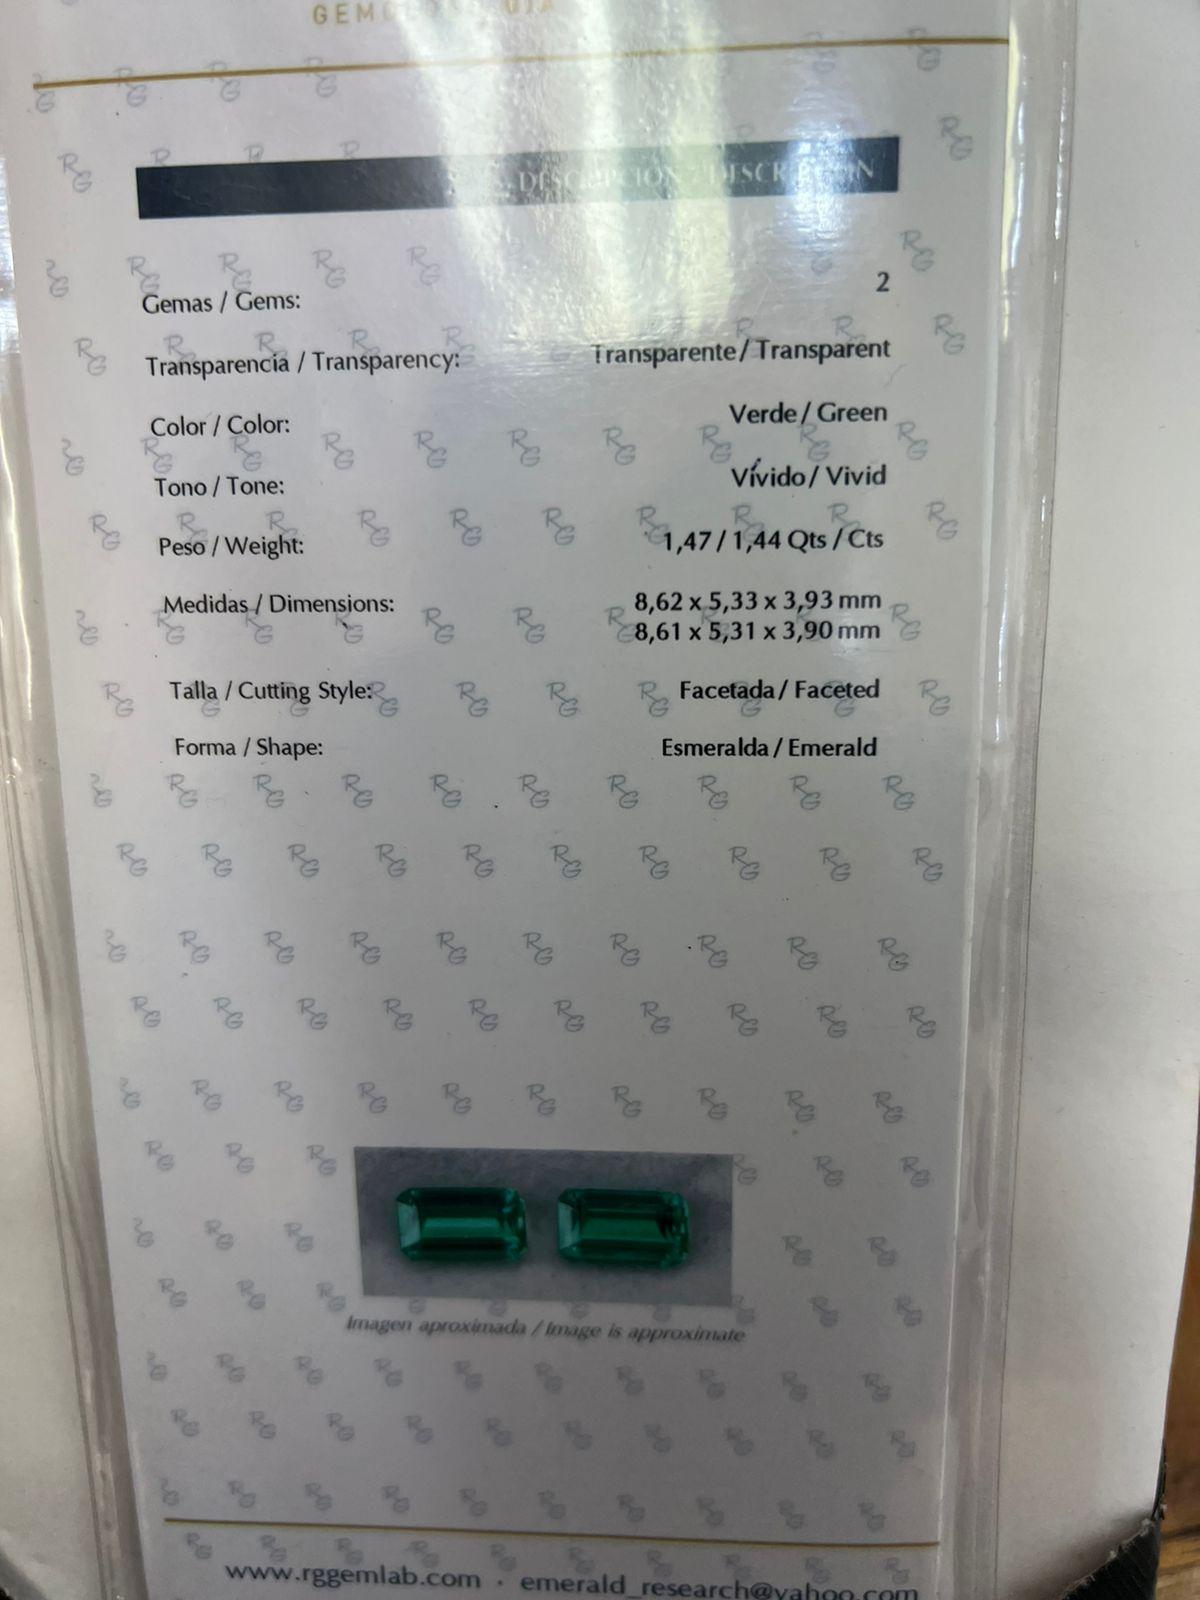 DESCRIPCIÓN / DESCRIPTION
Gemas / Gems: 2
Transparencia / Transparency: Transparente / Transparent
Color / Color: Verde / Green
Tono / Tone: Vívido / Vivid
Peso / Weight: 1,47 / 1,44 Qts / Cts
Medidas / Dimensions: 8,62 x 5,33 x 3,93 mm
8,61 x 5,31 x 3,90 mm
Talla / Cutting Style: Facetada / Faceted
Forma / Shape: Esmeralda / Emerald
Imagen aproximada / Image is approximate
www.rggemlab.com · emerald_research@yahoo.com